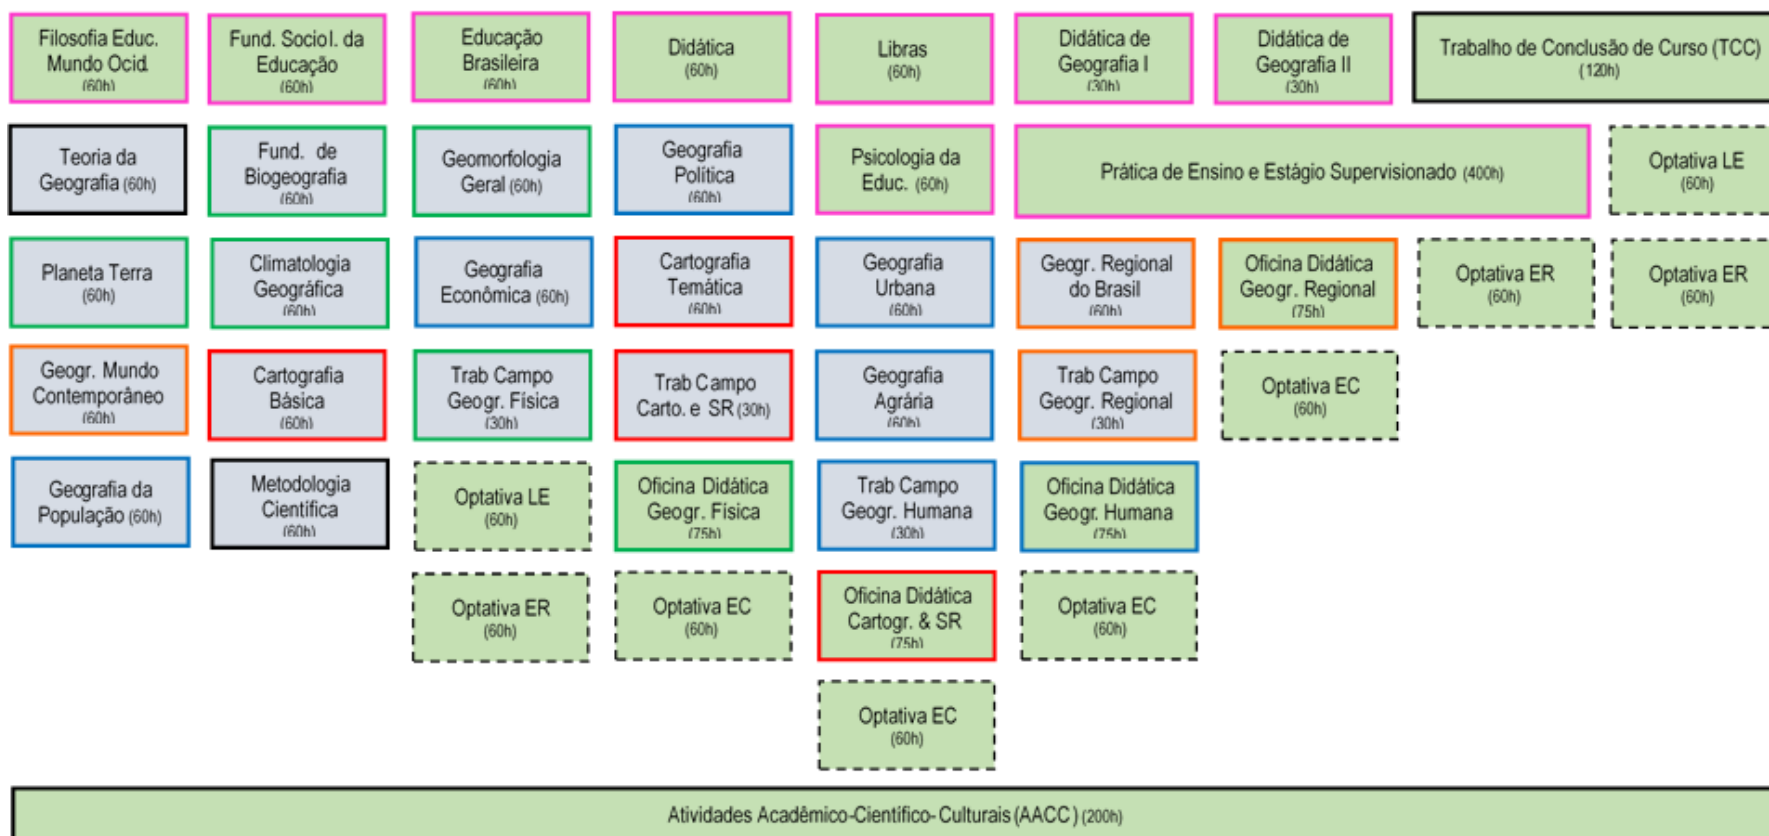 Filosofia Educ.
Mundo Ocid.
(60h)
Fund. Sociol. da
Educação
(60h)
Educação
Brasileira
(60h)
Didática
(60h)
Libras
(60h)
Didática de
Geografia I
(30h)
Didática de
Geografia II
(30h)
Trabalho de Conclusão de Curso (TCC)
(120h)
Teoria da
Geografia (60h)
Fund. de
Biogeografia
(60h)
Geomorfologia
Geral (60h)
Geografia
Política
(60h)
Psicologia da
Educ. (60h)
Prática de Ensino e Estágio Supervisionado (400h)
Optativa LE
(60h)
Planeta Terra
(60h)
Climatologia
Geográfica
(60h)
Geografia
Econômica (60h)
Cartografia
Temática
(60h)
Geografia
Urbana
(60h)
Geogr. Regional
do Brasil
(60h)
Oficina Didática
Geogr. Regional
(75h)
Optativa ER
(60h)
Optativa ER
(60h)
Geogr. Mundo
Contemporâneo
(60h)
Cartografia
Básica
(60h)
Trab Campo
Geogr. Física
(30h)
Trab Campo
Carto. e SR (30h)
Geografia
Agrária
(60h)
Trab Campo
Geogr. Regional
(30h)
Optativa EC
(60h)
Geografia da
População (60h)
Metodologia
Científica
(60h)
Optativa LE
(60h)
Oficina Didática
Geogr. Física
(75h)
Trab Campo
Geogr. Humana
(30h)
Oficina Didática
Geogr. Humana
(75h)
Optativa ER
(60h)
Optativa EC
(60h)
Oficina Didática
Cartogr. & SR
(75h)
Optativa EC
(60h)
Optativa EC
(60h)
Atividades Acadêmico-Científico- Culturais (AACC) (200h)